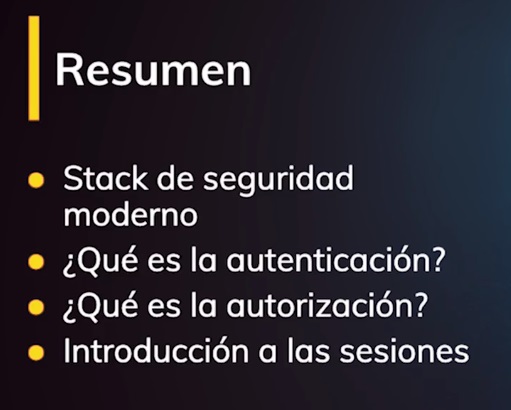 Resumen
Stack de seguridad
moderno
¿Qué es la autenticación?
¿Qué es la autorización?
Introducción a las sesiones